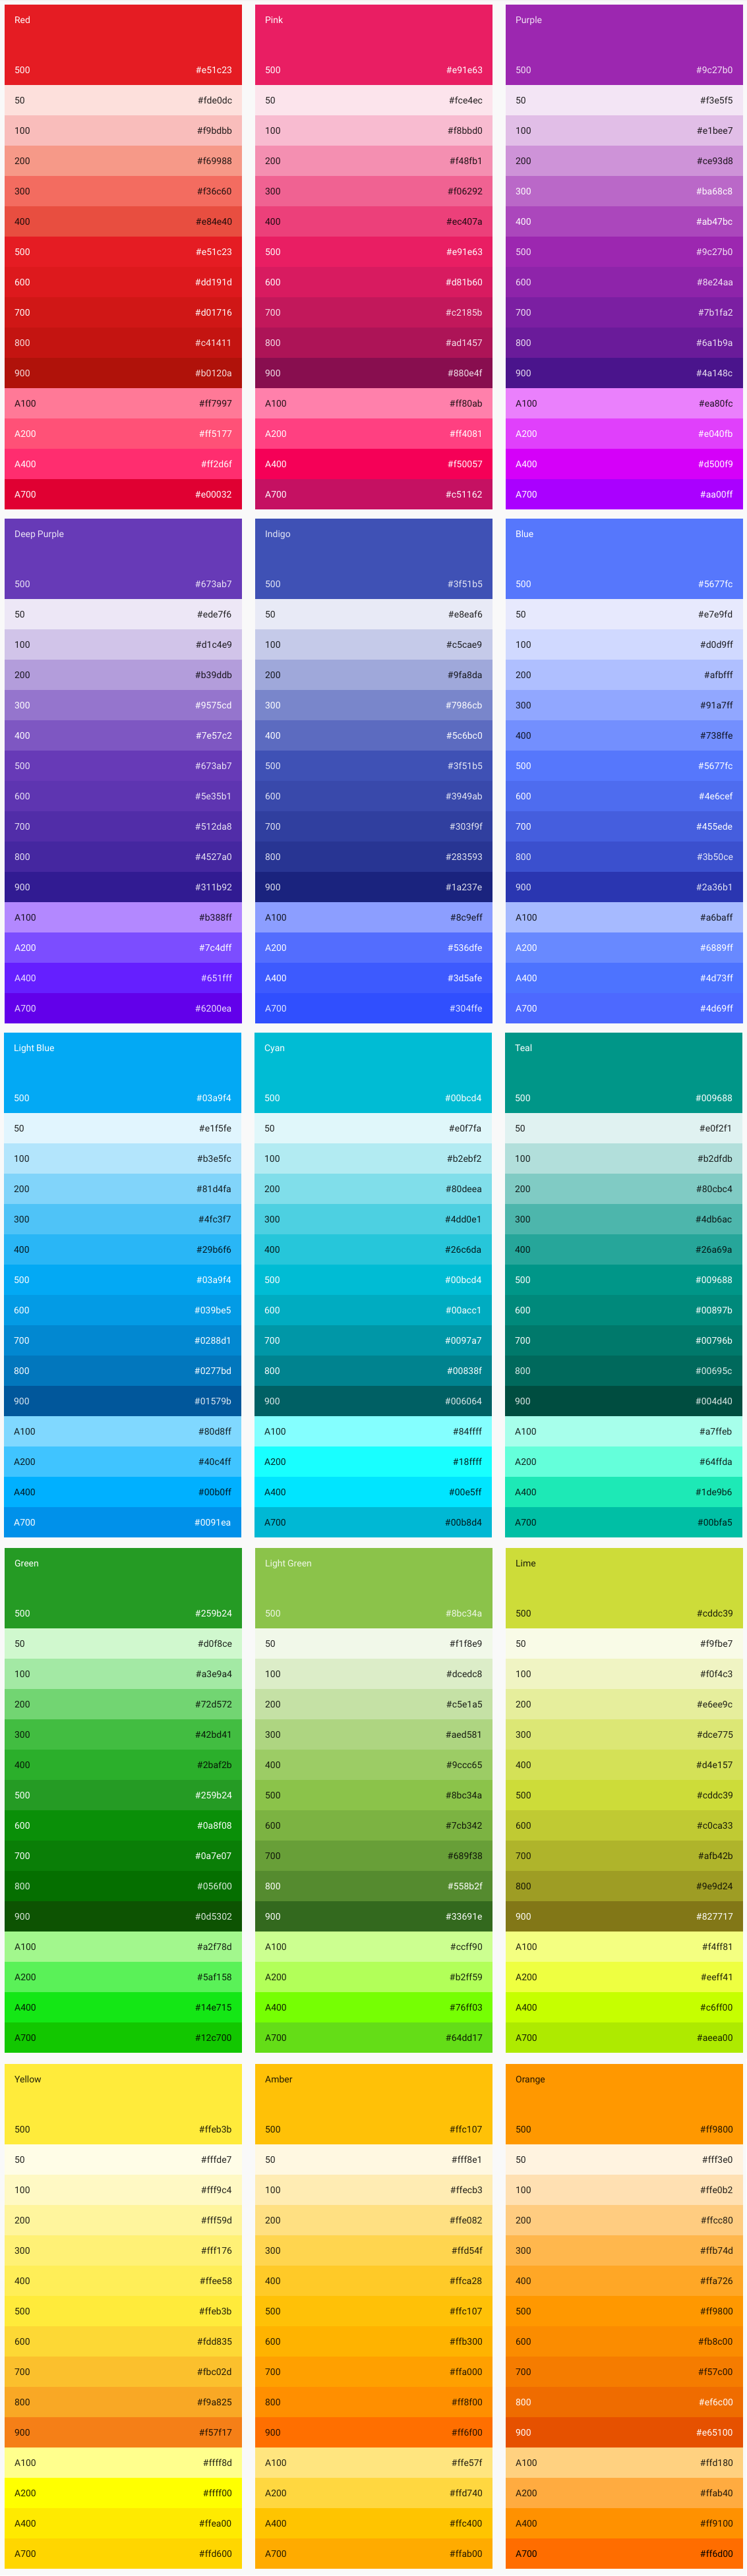 Red
500 #e51c23
50 #fde0dc
100 #f9bdbb
200 #f69988
300 #f36c60
400 #e84e40
500 #e51c23
600 #dd191d
700 #d01716
800 #c41411
900 #b0120a
A100 #ff7997
A200 #ff5177
A400 #ff2d6f
A700 #e00032
Pink
500 #e91e63
50 #fce4ec
100 #f8bbd0
200 #f48fb1
300 #f06292
400 #ec407a
500 #e91e63
600 #d81b60
700 #c2185b
800 #ad1457
900 #880e4f
A100 #ff80ab
A200 #ff4081
A400 #f50057
A700 #c51162
Purple
500 #9c27b0
50 #f3e5f5
100 #e1bee7
200 #ce93d8
300 #ba68c8
400 #ab47bc
500 #9c27b0
600 #8e24aa
700 #7b1fa2
800 #6a1b9a
900 #4a148c
A100 #ea80fc
A200 #e040fb
A400 #d500f9
A700 #aa00ff
Deep Purple
500 #673ab7
50 #ede7f6
100 #d1c4e9
200 #b39ddb
300 #9575cd
400 #7e57c2
500 #673ab7
600 #5e35b1
700 #512da8
800 #4527a0
900 #311b92
A100 #b388ff
A200 #7c4dff
A400 #651fff
A700 #6200ea
Indigo
500 #3f51b5
50 #e8eaf6
100 #c5cae9
200 #9fa8da
300 #7986cb
400 #5c6bc0
500 #3f51b5
600 #3949ab
700 #303f9f
800 #283593
900 #1a237e
A100 #8c9eff
A200 #536dfe
A400 #3d5afe
A700 #304ffe
Blue
500 #5677fc
50 #e7e9fd
100 #d0d9ff
200 #afbfff
300 #91a7ff
400 #738ffe
500 #5677fc
600 #4e6cef
700 #455ede
800 #3b50ce
900 #2a36b1
A100 #a6baff
A200 #6889ff
A400 #4d73ff
A700 #4d69ff
Light Blue
500 #03a9f4
50 #e1f5fe
100 #b3e5fc
200 #81d4fa
300 #4fc3f7
400 #29b6f6
500 #03a9f4
600 #039be5
700 #0288d1
800 #0277bd
900 #01579b
A100 #80d8ff
A200 #40c4ff
A400 #00b0ff
A700 #0091ea
Cyan
500 #00bcd4
50 #e0f7fa
100 #b2ebf2
200 #80deea
300 #4dd0e1
400 #26c6da
500 #00bcd4
600 #00acc1
700 #0097a7
800 #00838f
900 #006064
A100 #84ffff
A200 #18ffff
A400 #00e5ff
A700 #00b8d4
Teal
500 #009688
50 #e0f2f1
100 #b2dfdb
200 #80cbc4
300 #4db6ac
400 #26a69a
500 #009688
600 #00897b
700 #00796b
800 #00695c
900 #004d40
A100 #a7ffeb
A200 #64ffda
A400 #1de9b6
A700 #00bfa5
Green
500 #259b24
50 #d0f8ce
100 #a3e9a4
200 #72d572
300 #42bd41
400 #2baf2b
500 #259b24
600 #0a8f08
700 #0a7e07
800 #056f00
900 #0d5302
A100 #a2f78d
A200 #5af158
A400 #14e715
A700 #12c700
Light Green
500 #8bc34a
50 #f1f8e9
100 #dcedc8
200 #c5e1a5
300 #aed581
400 #9ccc65
500 #8bc34a
600 #7cb342
700 #689f38
800 #558b2f
900 #33691e
A100 #ccff90
A200 #b2ff59
A400 #76ff03
A700 #64dd17
Lime
500 #cddc39
50 #f9fbe7
100 #f0f4c3
200 #e6ee9c
300 #dce775
400 #d4e157
500 #cddc39
600 #c0ca33
700 #afb42b
800 #9e9d24
900 #827717
A100 #f4ff81
A200 #eeff41
A400 #c6ff00
A700 #aeea00
Yellow
500 #ffeb3b
50 #fffde7
100 #fff9c4
200 #fff59d
300 #fff176
400 #ffee58
500 #ffeb3b
600 #fdd835
700 #fbc02d
800 #f9a825
900 #f57f17
A100 #ffff8d
A200 #ffff00
A400 #ffea00
A700 #ffd600
Amber
500 #ffc107
50 #fff8e1
100 #ffecb3
200 #ffe082
300 #ffd54f
400 #ffca28
500 #ffc107
600 #ffb300
700 #ffa000
800 #ff8f00
900 #ff6f00
A100 #ffe57f
A200 #ffd740
A400 #ffc400
A700 #ffab00
Orange
500 #ff9800
50 #fff3e0
100 #ffe0b2
200 #ffcc80
300 #ffb74d
400 #ffa726
500 #ff9800
600 #fb8c00
700 #f57c00
800 #ef6c00
900 #e65100
A100 #ffd180
A200 #ffab40
A400 #ff9100
A700 #ff6d00